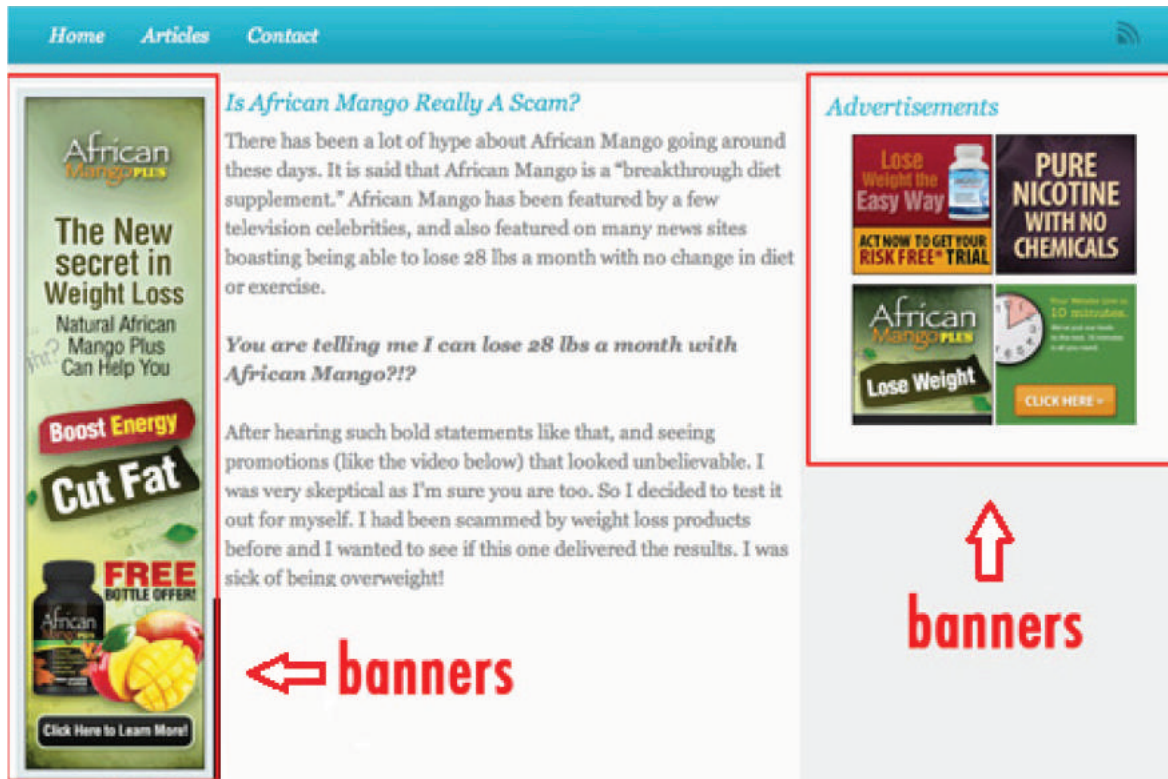 Home Articles Contact
African
Mango PLUS
The New
secret in
Weight Loss
Natural African
Mango Plus
Can Help You
Boost Energy
Cut Fat
FREE
BOTTLE OFFER!
African
Mango PLUS
Click Here to Learn More!
Is African Mango Really A Scam?
There has been a lot of hype about African Mango going around
these days. It is said that African Mango is a “breakthrough diet
supplement.” African Mango has been featured by a few
television celebrities, and also featured on many news sites
boasting being able to lose 28 lbs a month with no change in diet
or exercise.
You are telling me I can lose 28 lbs a month with
African Mango?!?
After hearing such bold statements like that, and seeing
promotions (like the video below) that looked unbelievable. I
was very skeptical as I'm sure you are too. So I decided to test it
out for myself. I had been scammed by weight loss products
before and I wanted to see if this one delivered the results. I was
sick of being overweight!
banners
Advertisements
Lose
Weight the
Easy Way
ACT NOW TO GET YOUR
RISK FREE* TRIAL
PURE
NICOTINE
WITH NO
CHEMICALS
African
Mango PLUS
Lose Weight
Your Website Live in
10 minutes.
CLICK HERE »
banners